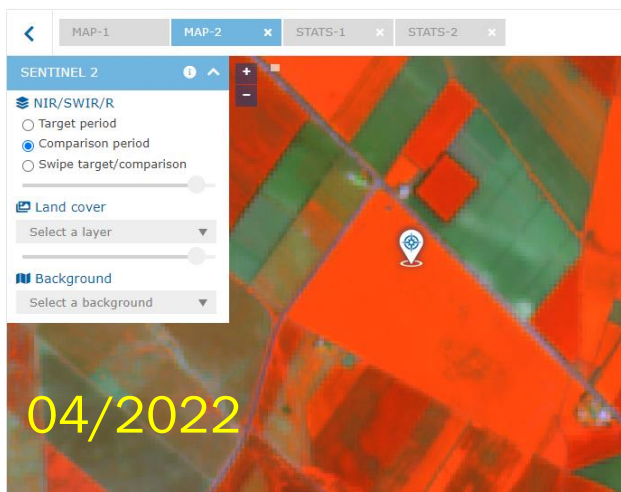 MAP-1 MAP-2 × STATS-1 × STATS-2 ×
SENTINEL 2 i
+
−
NIR/SWIR/R
Target period
Comparison period
Swipe target/comparison
Land cover
Select a layer
Background
Select a background
04/2022